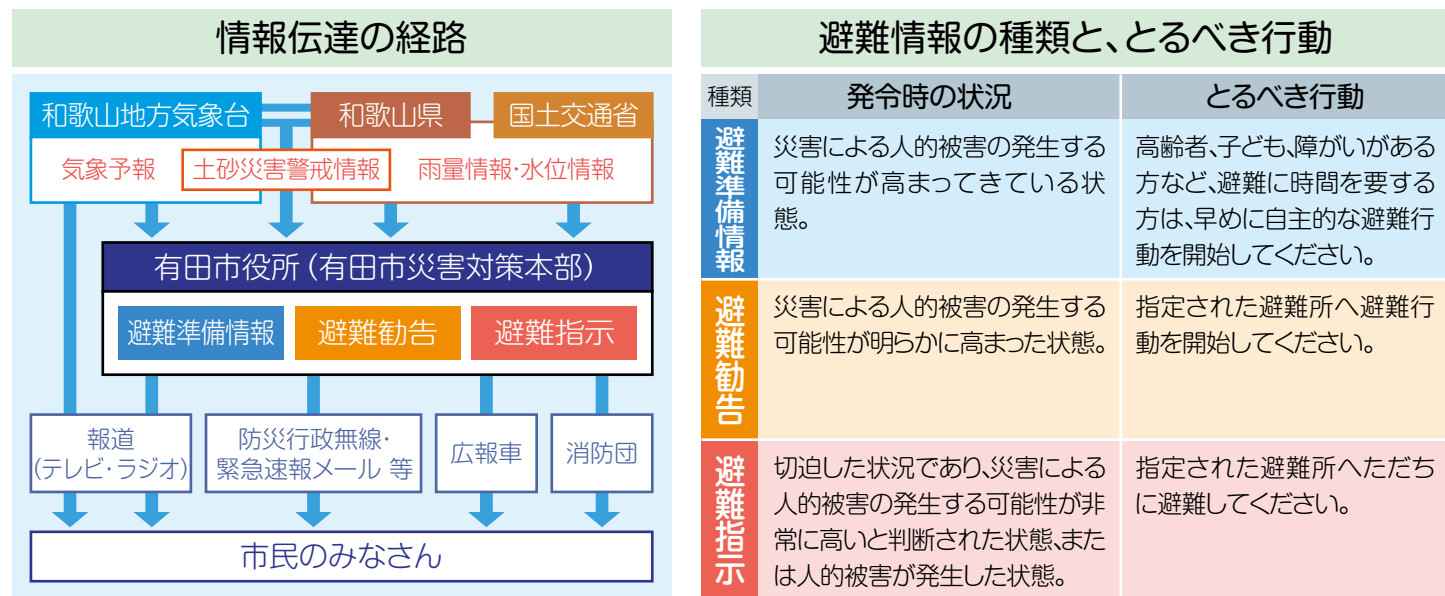 情報伝達の経路
和歌山地方気象台
和歌山県
国土交通省
気象予報
土砂災害警戒情報
雨量情報・水位情報
有田市役所（有田市災害対策本部）
避難準備情報
避難勧告
避難指示
報道
(テレビ・ラジオ)
防災行政無線・
緊急速報メール 等
広報車
消防団
市民のみなさん
避難情報の種類と、とるべき行動
種類
発令時の状況
とるべき行動
避難準備情報
災害による人的被害の発生する
可能性が高まってきている状
態。
高齢者、子ども、障がいがある
方など、避難に時間を要する
方は、早めに自主的な避難行
動を開始してください。
避難勧告
災害による人的被害の発生する
可能性が明らかに高まった状態。
指定された避難所へ避難行
動を開始してください。
避難指示
切迫した状況であり、災害による
人的被害の発生する可能性が非
常に高いと判断された状態、また
は人的被害が発生した状態。
指定された避難所へただち
に避難してください。